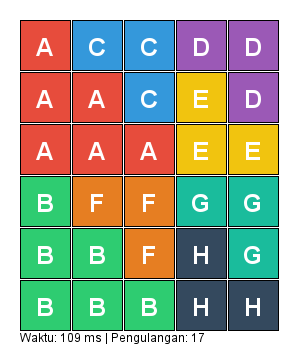 A C C D D
A A C E D
A A A E E
B F F G G
B B F H G
B B B H H
Waktu: 109 ms | Pengulangan: 17